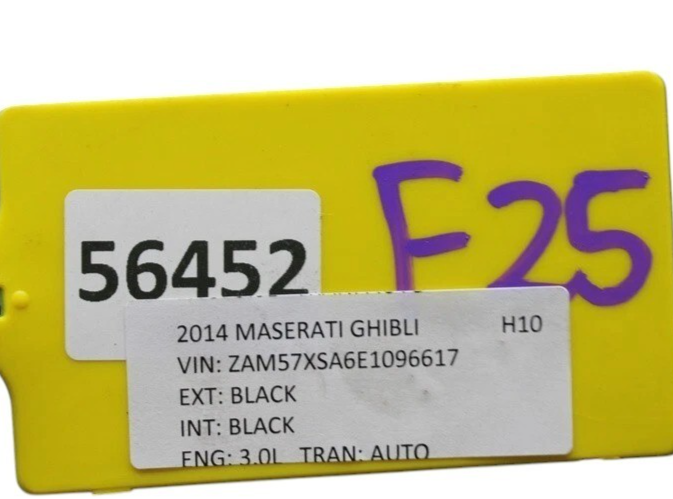 56452
F25
2014 MASERATI GHIBLI H10
VIN: ZAM57XSA6E1096617
EXT: BLACK
INT: BLACK
ENG: 3.0L TRAN: AUTO